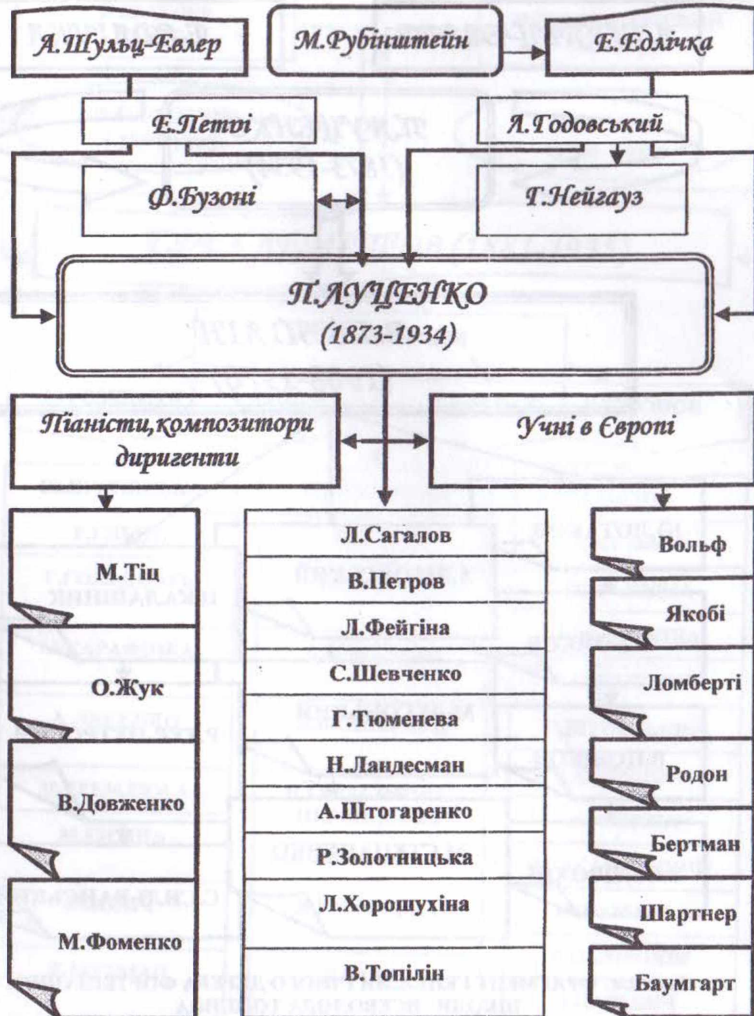 А.Шульц-Евлер
М.Рубінштейн
Е.Едлічка
Е.Петрі
Л.Годовський
Ф.Бузоні
Г.Нейгауз
П.ЛУЦЕНКО
(1873-1934)
Піаністи,композитори
диригенти
Учні в Європі
М.Тіц
О.Жук
В.Довженко
М.Фоменко
Л.Сагалов
В.Петров
Л.Фейгіна
С.Шевченко
Г.Тюменева
Н.Ландесман
А.Штогаренко
Р.Золотницька
Л.Хорошухіна
В.Топілін
Вольф
Якобі
Ломберті
Родон
Бертман
Шартнер
Баумгарт